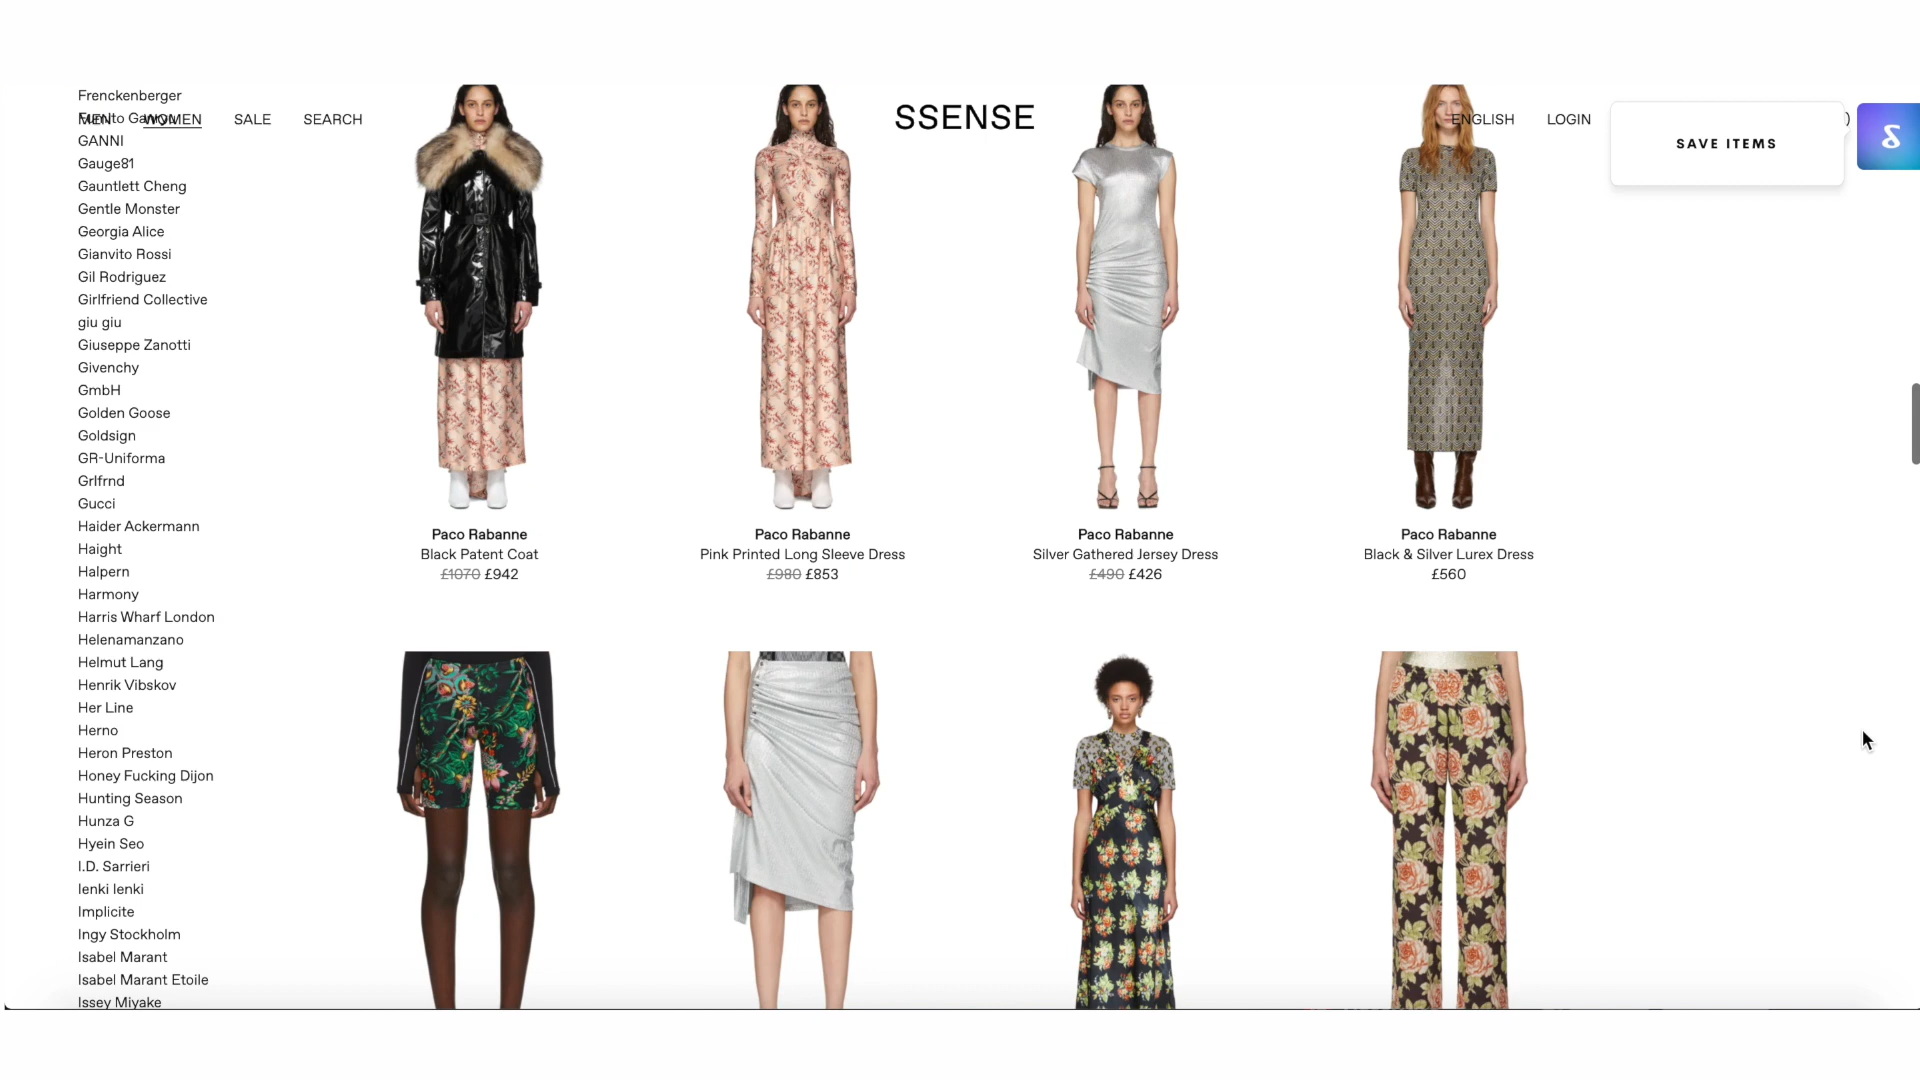 MEN
WOMEN
SALE
SEARCH
SSENSE
ENGLISH
LOGIN
)
SAVE ITEMS
Frenckenberger
GANNI
Gauge81
Gauntlett Cheng
Gentle Monster
Georgia Alice
Gianvito Rossi
Gil Rodriguez
Girlfriend Collective
giu giu
Giuseppe Zanotti
Givenchy
GmbH
Golden Goose
Goldsign
GR-Uniforma
Grlfrnd
Gucci
Haider Ackermann
Haight
Halpern
Harmony
Harris Wharf London
Helenamanzano
Helmut Lang
Henrik Vibskov
Her Line
Herno
Heron Preston
Honey Fucking Dijon
Hunting Season
Hunza G
Hyein Seo
I.D. Sarrieri
Ienki Ienki
Implicite
Ingy Stockholm
Isabel Marant
Isabel Marant Etoile
Issey Miyake
Paco Rabanne
Black Patent Coat
£1070 £942
Paco Rabanne
Pink Printed Long Sleeve Dress
£980 £853
Paco Rabanne
Silver Gathered Jersey Dress
£490 £426
Paco Rabanne
Black & Silver Lurex Dress
£560